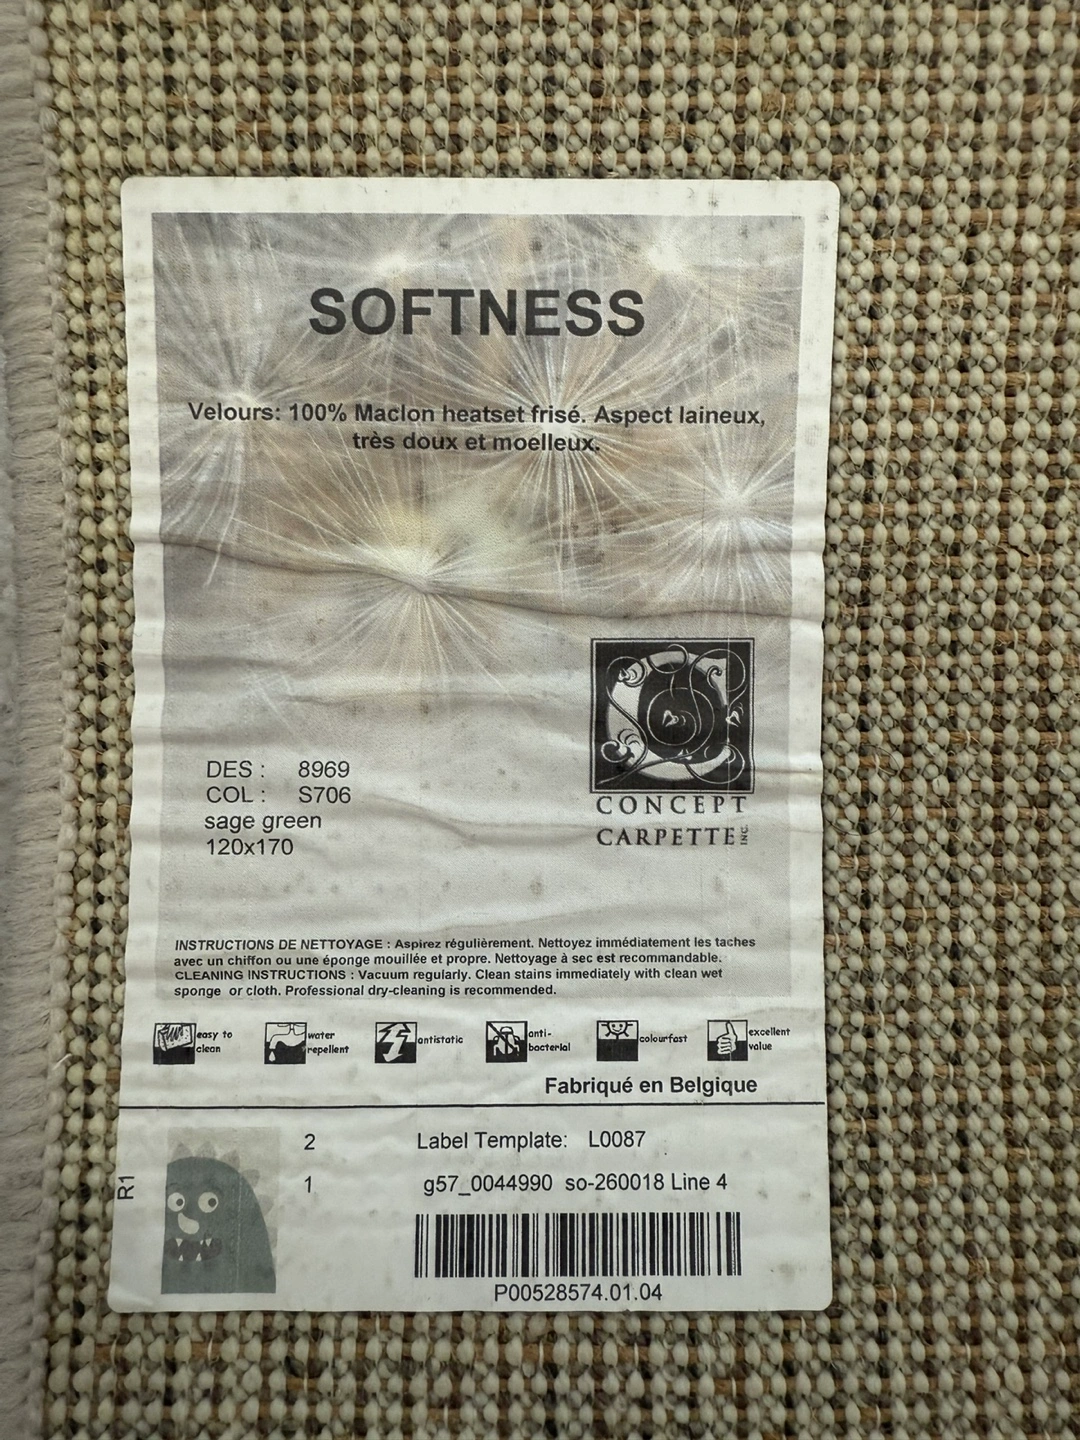 SOFTNESS
Velours: 100% Maclon heatset frisé. Aspect laineux,
très doux et moelleux.
DES : 8969
COL : S706
sage green
120x170
CONCEPT
CARPETTE INC.
INSTRUCTIONS DE NETTOYAGE : Aspirez régulièrement. Nettoyez immédiatement les taches
avec un chiffon ou une éponge mouillée et propre. Nettoyage à sec est recommandable.
CLEANING INSTRUCTIONS : Vacuum regularly. Clean stains immediately with clean wet
sponge or cloth. Professional dry-cleaning is recommended.
easy to
clean
water
repellent
antistatic
anti-
bacterial
colourfast
excellent
value
Fabriqué en Belgique
R1
2
1
Label Template: L0087
g57_0044990 so-260018 Line 4
P00528574.01.04